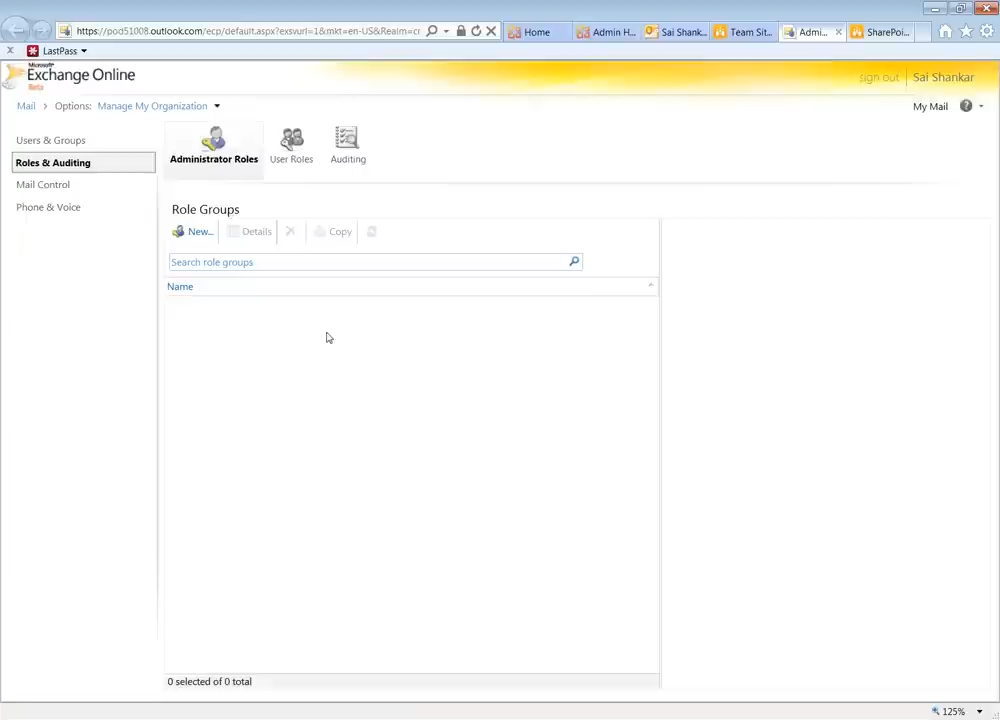 https://pod51008.outlook.com/ecp/default.aspx?exsvurl=1&mkt=en-US&Realm=cr
Home
Admin H...
Sai Shank...
Team Sit...
Admi...
SharePoi...
x
LastPass
Microsoft
Exchange Online
Beta
sign out
Sai Shankar
Mail > Options: Manage My Organization
My Mail
Users & Groups
Roles & Auditing
Mail Control
Phone & Voice
Administrator Roles
User Roles
Auditing
Role Groups
New...
Details
Copy
Search role groups
Name
0 selected of 0 total
125%